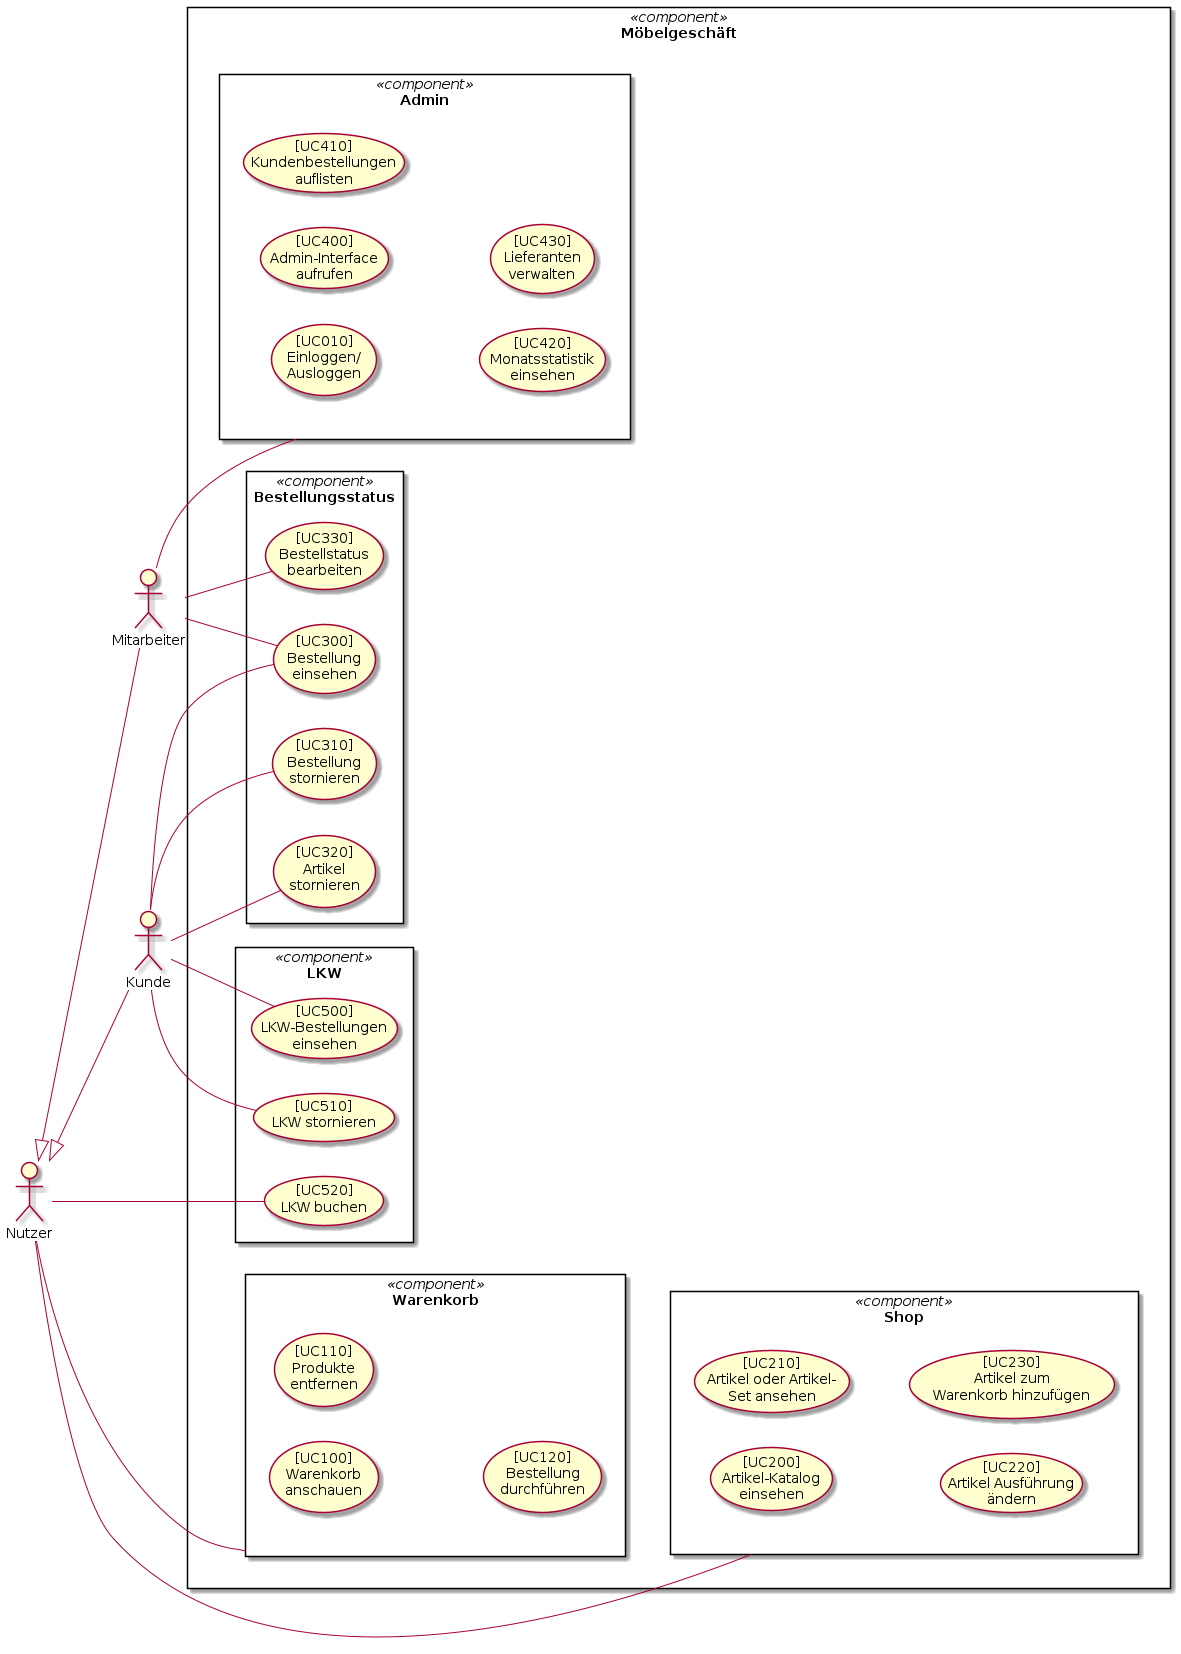 «component»
Möbelgeschäft
«component»
Admin
[UC410]
Kundenbestellungen
auflisten
[UC400]
Admin-Interface
aufrufen
[UC430]
Lieferanten
verwalten
[UC010]
Einloggen/
Ausloggen
[UC420]
Monatsstatistik
einsehen
«component»
Bestellungsstatus
[UC330]
Bestellstatus
bearbeiten
Mitarbeiter
[UC300]
Bestellung
einsehen
[UC310]
Bestellung
stornieren
[UC320]
Artikel
stornieren
Kunde
«component»
LKW
[UC500]
LKW-Bestellungen
einsehen
[UC510]
LKW stornieren
[UC520]
LKW buchen
Nutzer
«component»
Warenkorb
[UC110]
Produkte
entfernen
[UC100]
Warenkorb
anschauen
[UC120]
Bestellung
durchführen
«component»
Shop
[UC210]
Artikel oder Artikel-
Set ansehen
[UC230]
Artikel zum
Warenkorb hinzufügen
[UC200]
Artikel-Katalog
einsehen
[UC220]
Artikel Ausführung
ändern